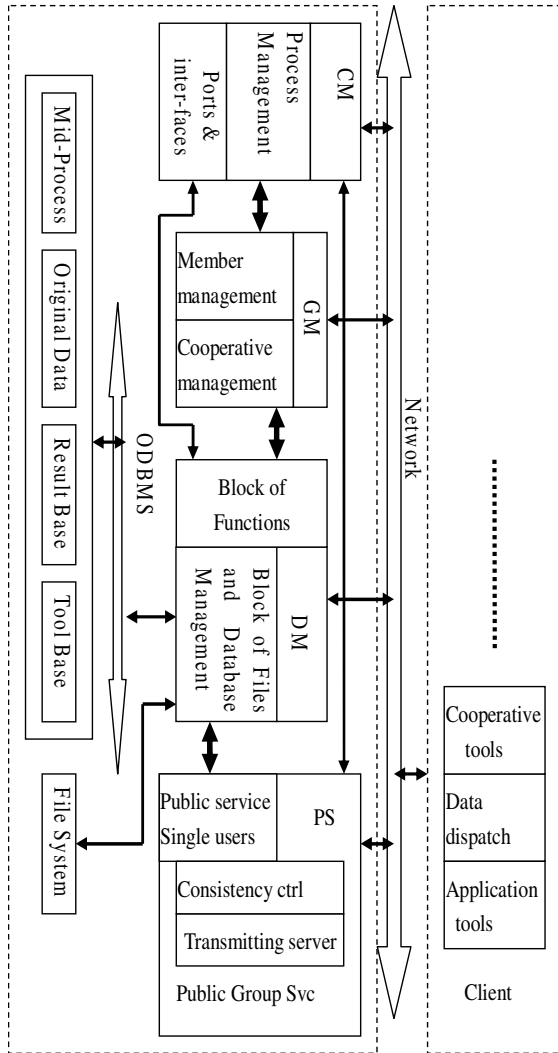 CM
Process
Management
Ports &
inter-faces
Mid-Process
Original Data
Result Base
Tool Base
ODBMS
File System
Member
management
Cooperative
management
GM
Block of
Functions
DM
Block of Files
and Database
Management
Public service
Single users
PS
Consistency ctrl
Transmitting server
Public Group Svc
Network
Cooperative
tools
Data
dispatch
Application
tools
Client